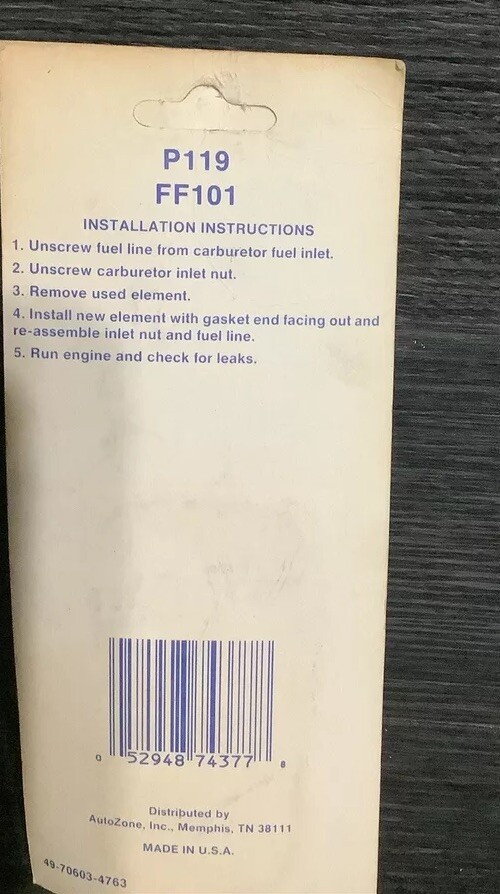 P119
FF101
INSTALLATION INSTRUCTIONS
1. Unscrew fuel line from carburetor fuel inlet.
2. Unscrew carburetor inlet nut.
3. Remove used element.
4. Install new element with gasket end facing out and
re-assemble inlet nut and fuel line.
5. Run engine and check for leaks.
0 52948 74377 8
Distributed by
AutoZone, Inc., Memphis, TN 38111
MADE IN U.S.A.
49-70603-4763